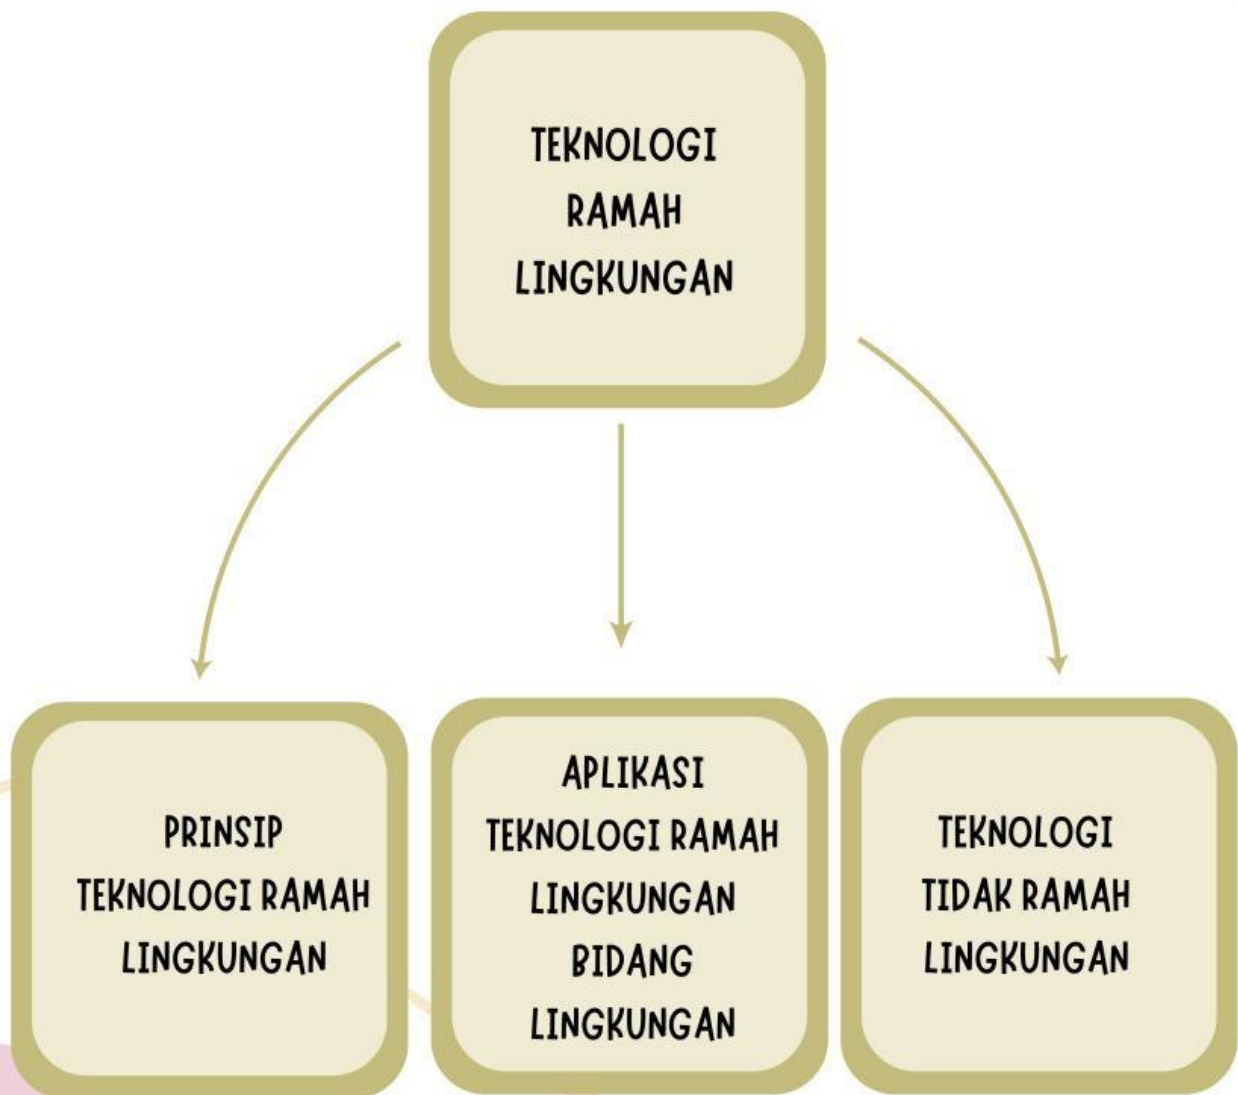 TEKNOLOGI
RAMAH
LINGKUNGAN
PRINSIP
TEKNOLOGI RAMAH
LINGKUNGAN
APLIKASI
TEKNOLOGI RAMAH
LINGKUNGAN
BIDANG
LINGKUNGAN
TEKNOLOGI
TIDAK RAMAH
LINGKUNGAN